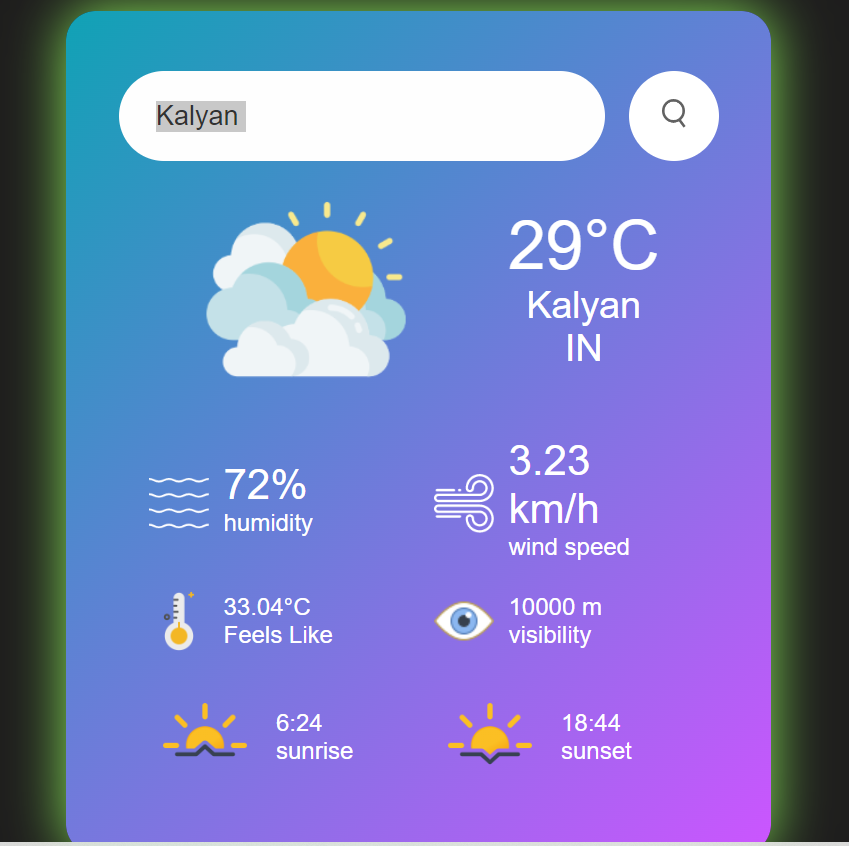 Kalyan
29°C
Kalyan
IN
72%
humidity
3.23
km/h
wind speed
33.04°C
Feels Like
10000 m
visibility
6:24
sunrise
18:44
sunset